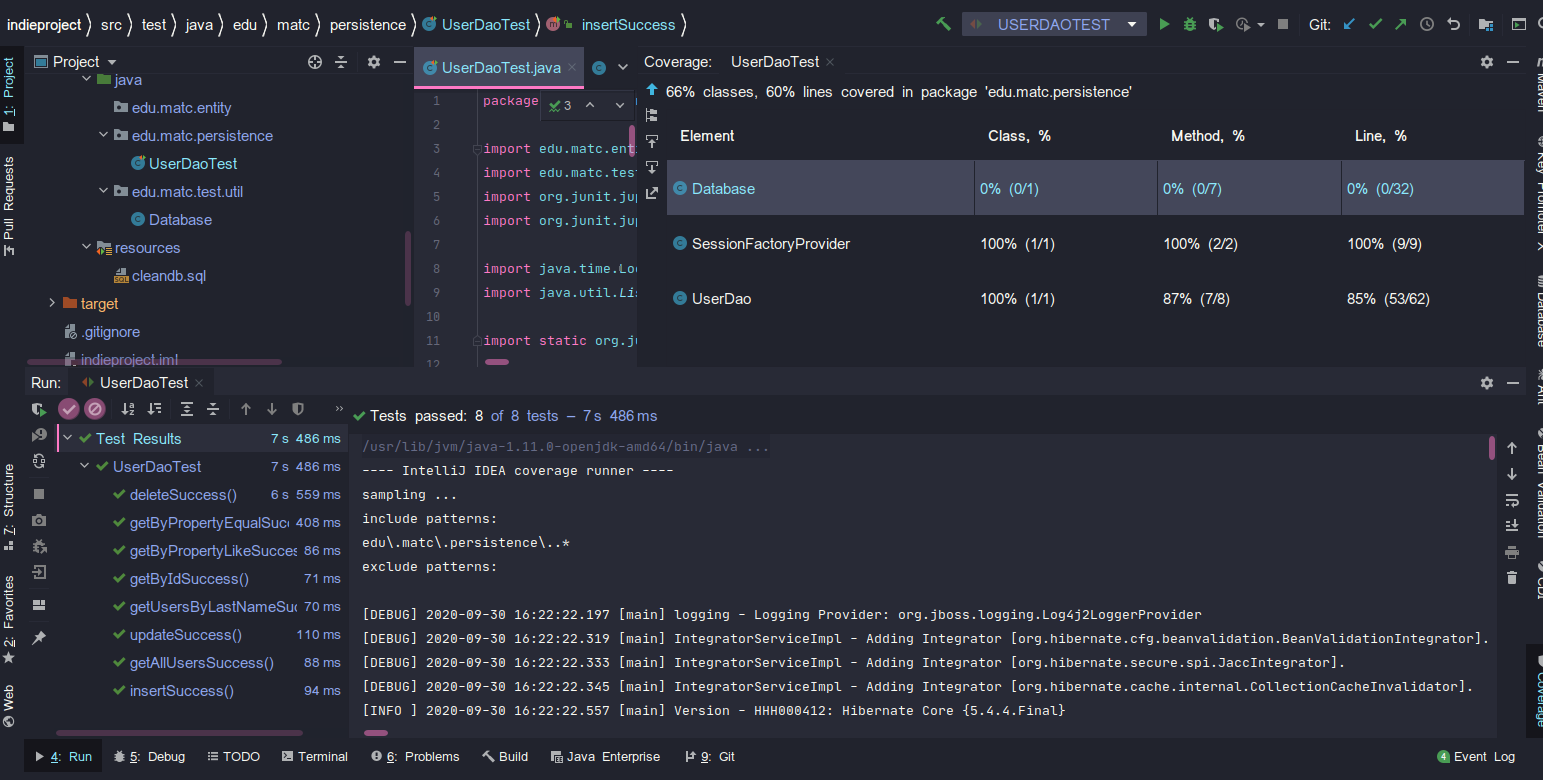 indieproject src test java edu matc persistence UserDaoTest insertSuccess USERDAOTEST Git:
1: Project
Pull Requests
7: Structure
2: Favorites
Web
Project
java
edu.matc.entity
edu.matc.persistence
UserDaoTest
edu.matc.test.util
Database
resources
cleandb.sql
target
.gitignore
indieproject.iml
UserDaoTest.java
3
1 package
2
3 import edu.matc.ent
4 import edu.matc.tes
5 import org.junit.ju
6 import org.junit.ju
7
8 import java.time.Lo
9 import java.util.Li
10
11 import static org.j
12
Coverage: UserDaoTest
66% classes, 60% lines covered in package 'edu.matc.persistence'
Element Class, % Method, % Line, %
Database 0% (0/1) 0% (0/7) 0% (0/32)
SessionFactoryProvider 100% (1/1) 100% (2/2) 100% (9/9)
UserDao 100% (1/1) 87% (7/8) 85% (53/62)
Maven
Key Promoter X
Database
Ant
Bean Validation
CDI
Coverage
Run: UserDaoTest
Tests passed: 8 of 8 tests – 7 s 486 ms
Test Results 7 s 486 ms
UserDaoTest 7 s 486 ms
deleteSuccess() 6 s 559 ms
getByPropertyEqualSuc 408 ms
getByPropertyLikeSucces 86 ms
getByIdSuccess() 71 ms
getUsersByLastNameSuc 70 ms
updateSuccess() 110 ms
getAllUsersSuccess() 88 ms
insertSuccess() 94 ms
/usr/lib/jvm/java-1.11.0-openjdk-amd64/bin/java ...
---- IntelliJ IDEA coverage runner ----
sampling ...
include patterns:
edu\.matc\.persistence\..*
exclude patterns:
[DEBUG] 2020-09-30 16:22:22.197 [main] logging - Logging Provider: org.jboss.logging.Log4j2LoggerProvider
[DEBUG] 2020-09-30 16:22:22.319 [main] IntegratorServiceImpl - Adding Integrator [org.hibernate.cfg.beanvalidation.BeanValidationIntegrator].
[DEBUG] 2020-09-30 16:22:22.333 [main] IntegratorServiceImpl - Adding Integrator [org.hibernate.secure.spi.JaccIntegrator].
[DEBUG] 2020-09-30 16:22:22.345 [main] IntegratorServiceImpl - Adding Integrator [org.hibernate.cache.internal.CollectionCacheInvalidator].
[INFO ] 2020-09-30 16:22:22.557 [main] Version - HHH000412: Hibernate Core {5.4.4.Final}
4: Run 5: Debug TODO Terminal 6: Problems Build Java Enterprise 9: Git 4 Event Log